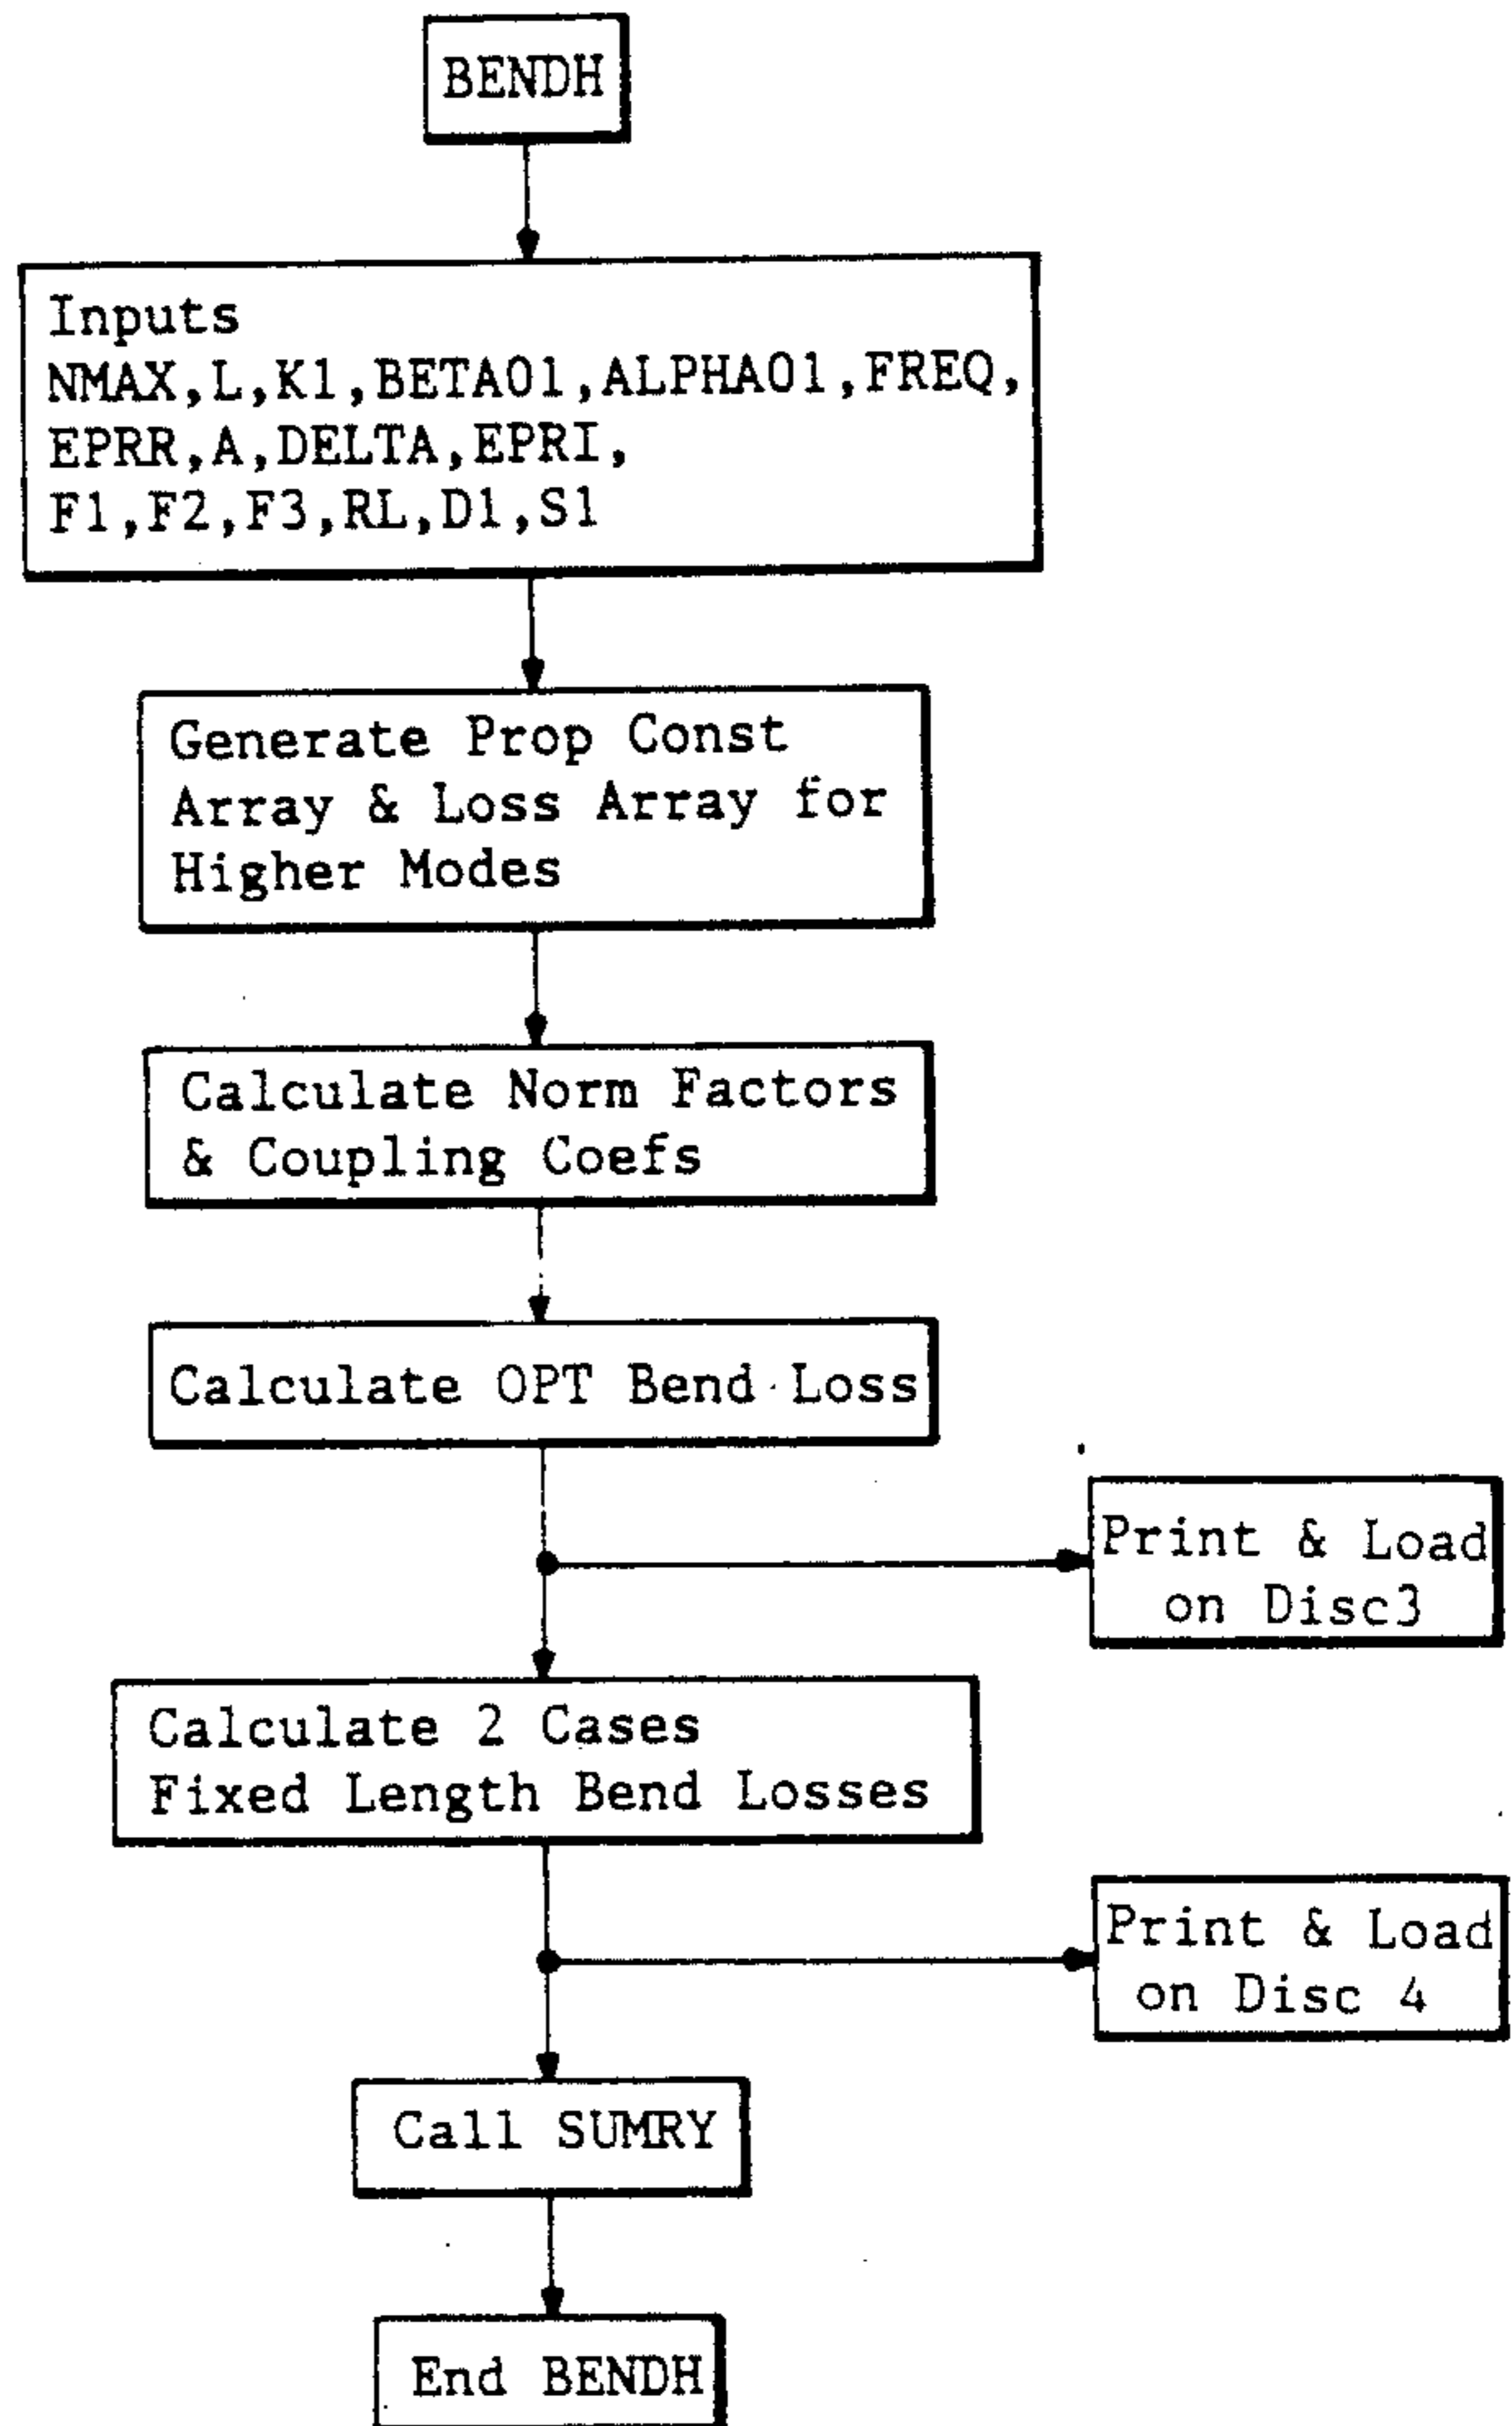 BENDH
Inputs
NMAX,L,K1,BETA01,ALPHA01,FREQ,
EPRR,A,DELTA,EPRI,
F1,F2,F3,RL,D1,S1
Generate Prop Const
Array & Loss Array for
Higher Modes
Calculate Norm Factors
& Coupling Coefs
Calculate OPT Bend Loss
Print & Load
on Disc3
Calculate 2 Cases
Fixed Length Bend Losses
Print & Load
on Disc 4
Call SUMRY
End BENDH